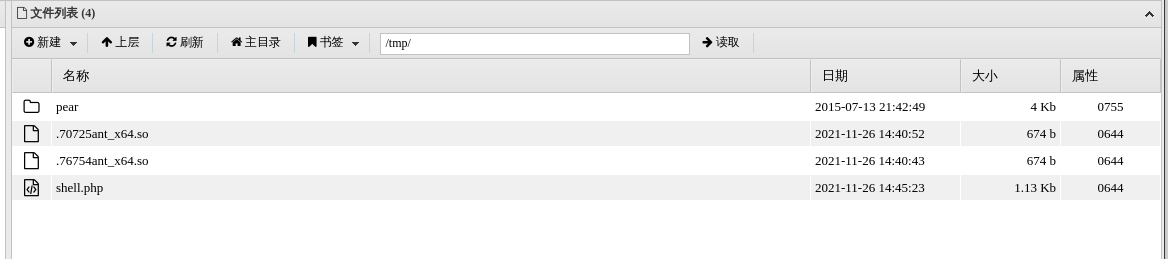 文件列表 (4)
新建 上层 刷新 主目录 书签 /tmp/ 读取
名称 日期 大小 属性
pear 2015-07-13 21:42:49 4 Kb 0755
.70725ant_x64.so 2021-11-26 14:40:52 674 b 0644
.76754ant_x64.so 2021-11-26 14:40:43 674 b 0644
shell.php 2021-11-26 14:45:23 1.13 Kb 0644